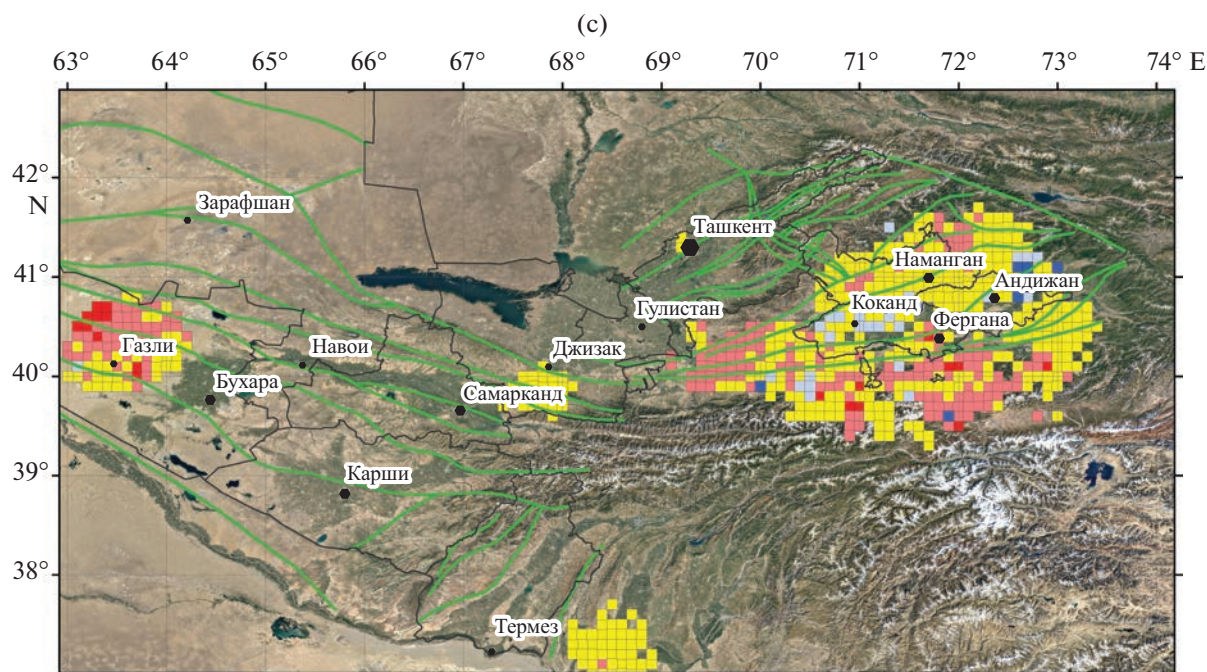 (c)
63° 64° 65° 66° 67° 68° 69° 70° 71° 72° 73° 74° E
42°
N
Зарафшан
Ташкент
41°
Наманган
Андижан
Коканд
Гулистан
Фергана
Навои
Джизак
Газли
40°
Бухара
Самарканд
39°
Карши
38°
Термез